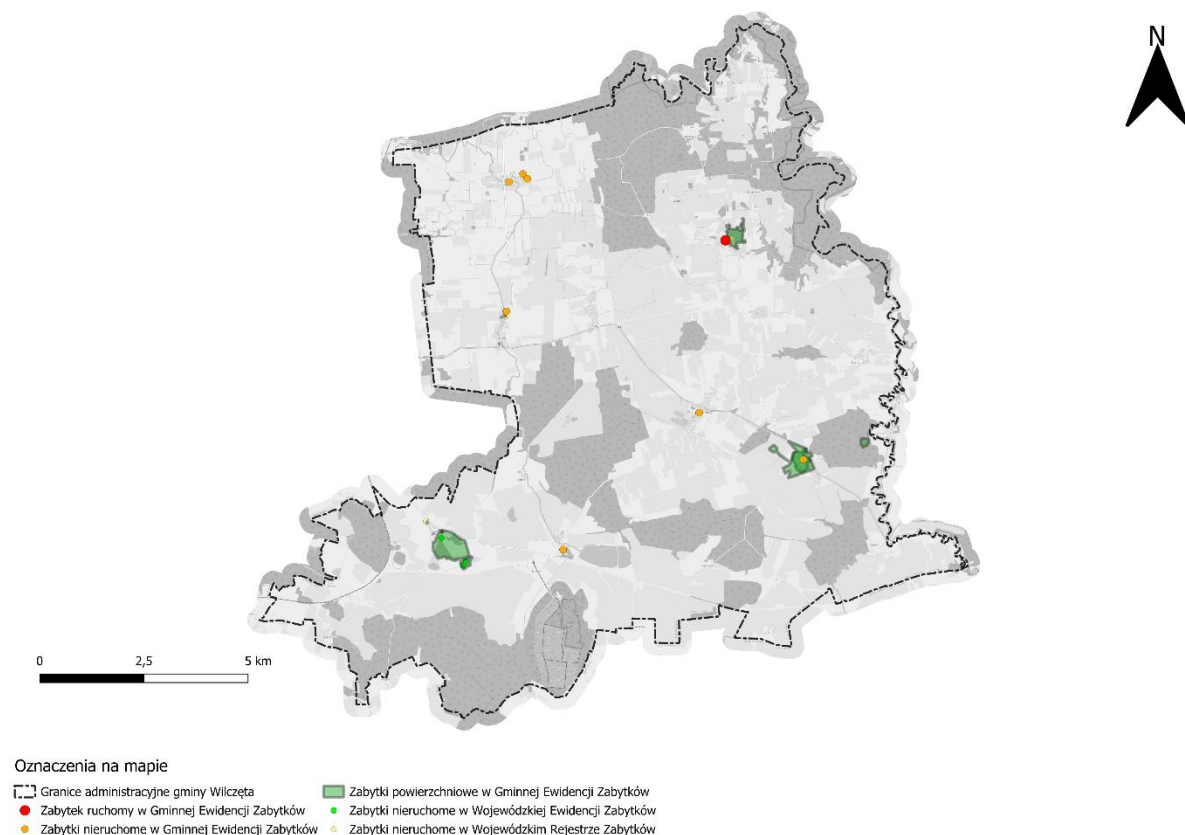 N
0 2,5 5 km
Oznaczenia na mapie
Granice administracyjne gminy Wilczęta
Zabytki powierzchniowe w Gminnej Ewidencji Zabytków
Zabytek ruchomy w Gminnej Ewidencji Zabytków
Zabytki nieruchome w Wojewódzkiej Ewidencji Zabytków
Zabytki nieruchome w Gminnej Ewidencji Zabytków
Zabytki nieruchome w Wojewódzkim Rejestrze Zabytków